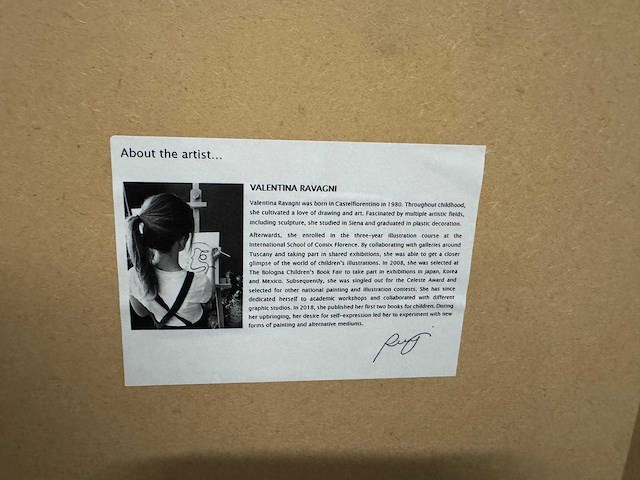 About the artist...
VALENTINA RAVAGNI
Valentina Ravagni was born in Castelfiorentino in 1980. Throughout childhood,
she cultivated a love of drawing and art. Fascinated by multiple artistic fields,
including sculpture, she studied in Siena and graduated in plastic decoration.
Afterwards, she enrolled in the three-year illustration course at the
International School of Comix Florence. By collaborating with galleries around
Tuscany and taking part in shared exhibitions, she was able to get a closer
glimpse of the world of children's illustrations. In 2008, she was selected at
The Bologna Children's Book Fair to take part in exhibitions in Japan, Korea
and Mexico. Subsequently, she was singled out for the Celeste Award and
selected for other national painting and illustration contests. She has since
dedicated herself to academic workshops and collaborated with different
graphic studios. In 2018, she published her first two books for children. During
her upbringing, her desire for self-expression led her to experiment with new
forms of painting and alternative mediums.